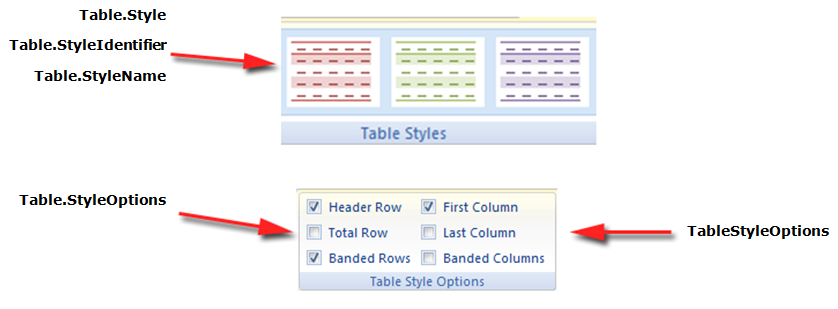 Table.Style
Table.StyleIdentifier
Table.StyleName
Table Styles
Table.StyleOptions
Header Row First Column
Total Row Last Column
Banded Rows Banded Columns
Table Style Options
TableStyleOptions